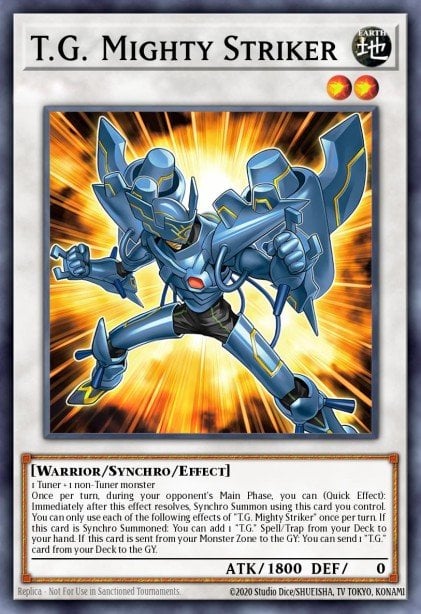 T.G. Mighty Striker
EARTH
地
[Warrior/Synchro/Effect]
1 Tuner + 1 non-Tuner monster
Once per turn, during your opponent's Main Phase, you can (Quick Effect):
Immediately after this effect resolves, Synchro Summon using this card you control.
You can only use each of the following effects of "T.G. Mighty Striker" once per turn. If
this card is Synchro Summoned: You can add 1 "T.G." Spell/Trap from your Deck to
your hand. If this card is sent from your Monster Zone to the GY: You can send 1 "T.G."
card from your Deck to the GY.
ATK/1800 DEF/ 0
Replica - Not For Use in Sanctioned Tournaments. ©2020 Studio Dice/SHUEISHA, TV TOKYO, KONAMI